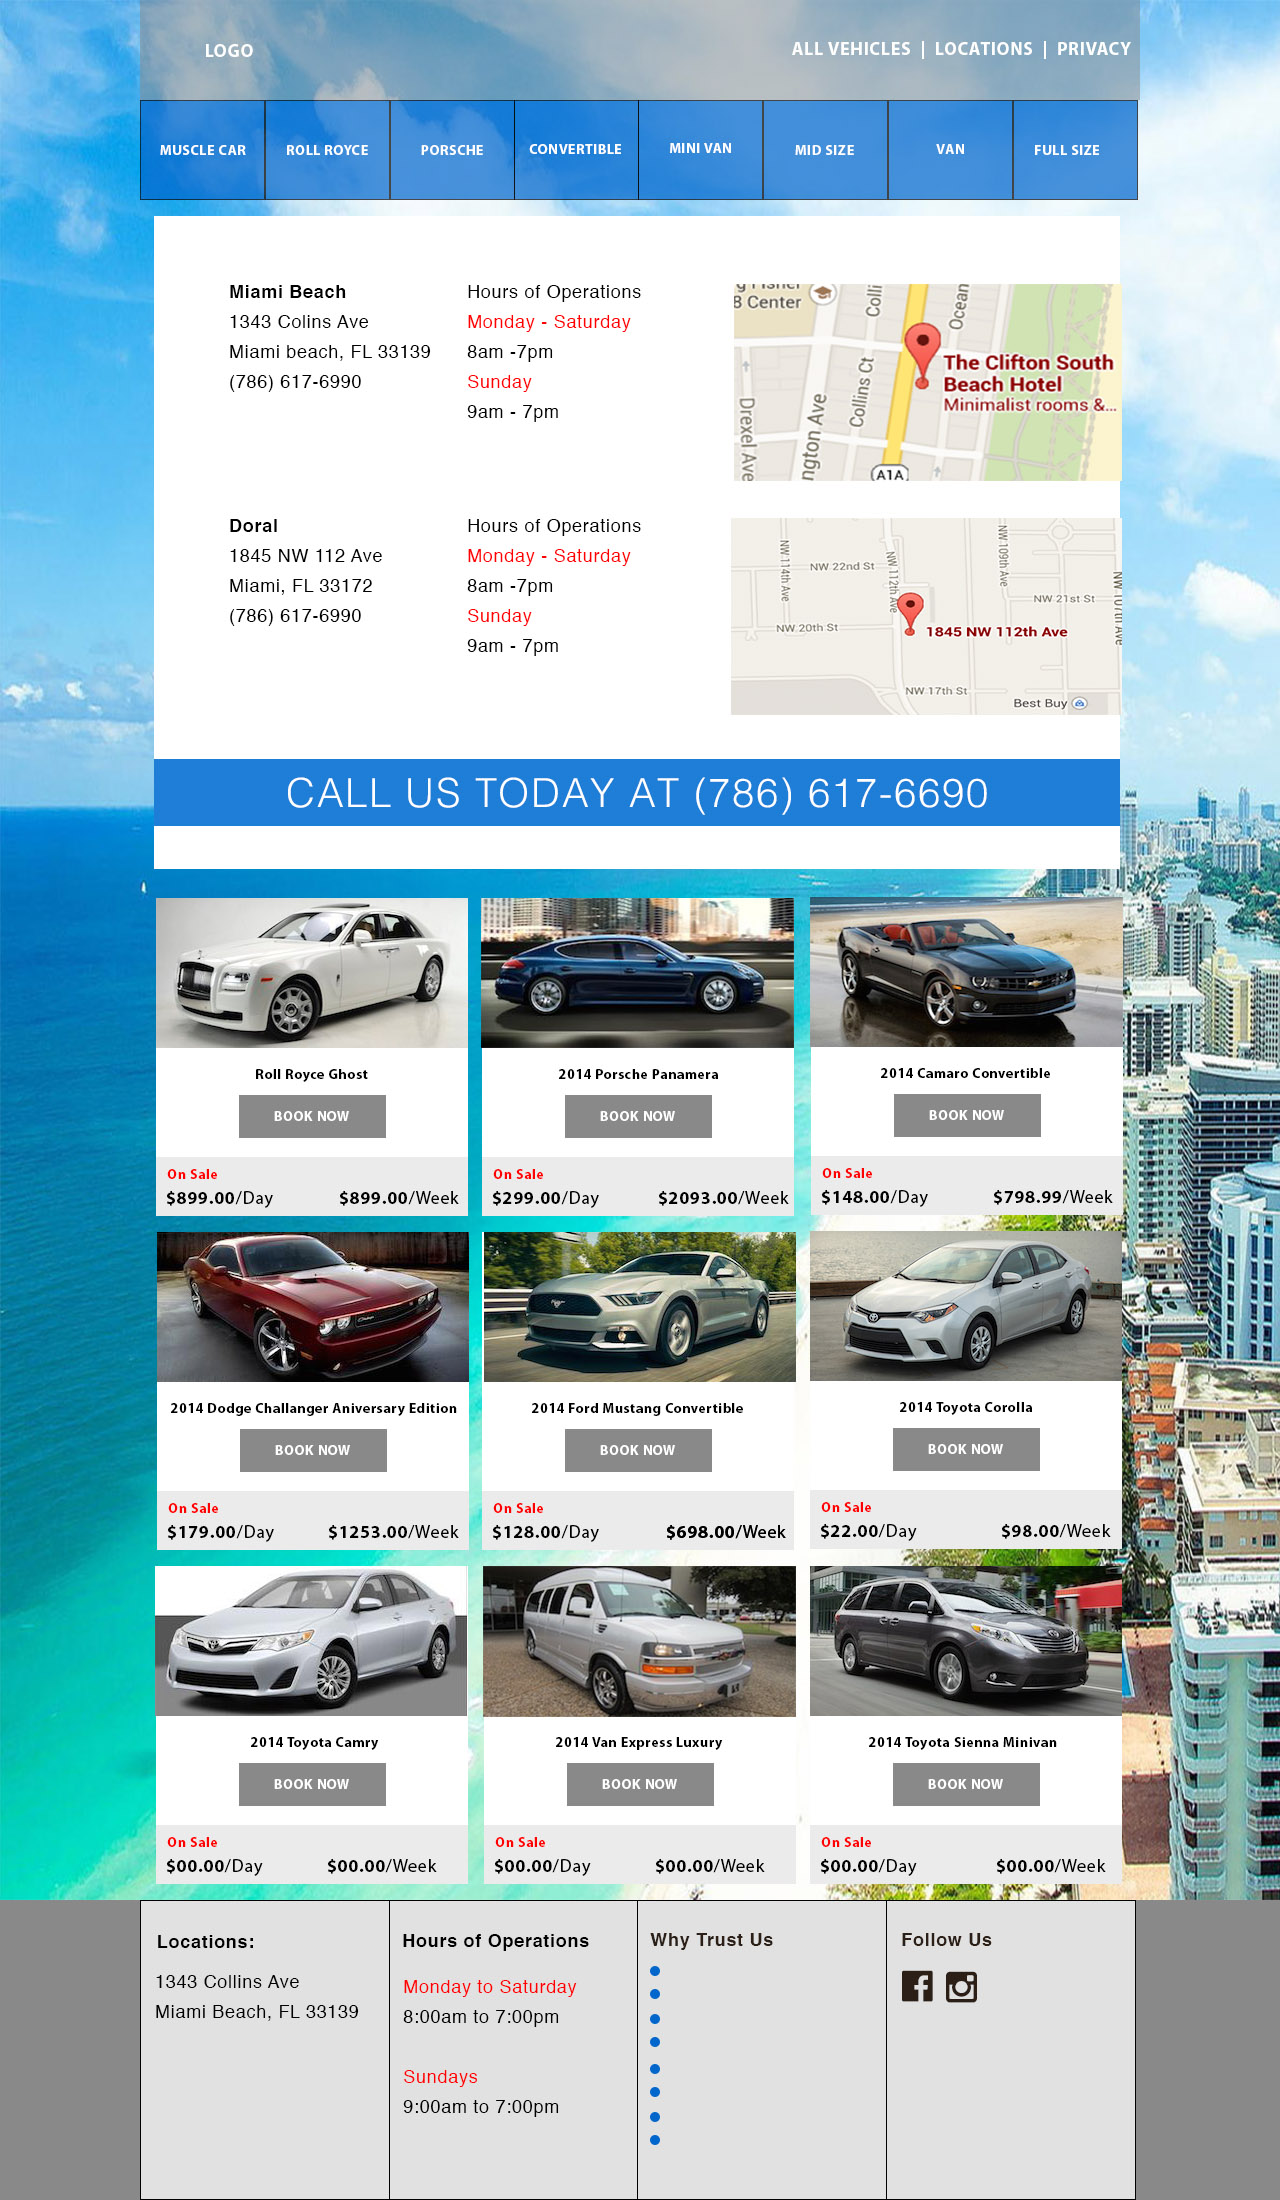 LOGO
ALL VEHICLES | LOCATIONS | PRIVACY
MUSCLE CAR
ROLL ROYCE
PORSCHE
CONVERTIBLE
MINI VAN
MID SIZE
VAN
FULL SIZE
Miami Beach
1343 Colins Ave
Miami beach, FL 33139
(786) 617-6990
Hours of Operations
Monday - Saturday
8am -7pm
Sunday
9am - 7pm
8 Center
Colli
Ocean
Collins Ct
Drexel Ave
ngton Ave
A1A
The Clifton South
Beach Hotel
Minimalist rooms &...
Doral
1845 NW 112 Ave
Miami, FL 33172
(786) 617-6990
Hours of Operations
Monday - Saturday
8am -7pm
Sunday
9am - 7pm
NW 114th Ave
NW 22nd St
NW 112th Ave
NW 109th Ave
NW 21st St
NW 107th Ave
NW 20th St
1845 NW 112th Ave
NW 17th St
Best Buy
CALL US TODAY AT (786) 617-6690
Roll Royce Ghost
BOOK NOW
On Sale
$899.00/Day $899.00/Week
2014 Porsche Panamera
BOOK NOW
On Sale
$299.00/Day $2093.00/Week
2014 Camaro Convertible
BOOK NOW
On Sale
$148.00/Day $798.99/Week
2014 Dodge Challanger Aniversary Edition
BOOK NOW
On Sale
$179.00/Day $1253.00/Week
2014 Ford Mustang Convertible
BOOK NOW
On Sale
$128.00/Day $698.00/Week
2014 Toyota Corolla
BOOK NOW
On Sale
$22.00/Day $98.00/Week
2014 Toyota Camry
BOOK NOW
On Sale
$00.00/Day $00.00/Week
2014 Van Express Luxury
BOOK NOW
On Sale
$00.00/Day $00.00/Week
2014 Toyota Sienna Minivan
BOOK NOW
On Sale
$00.00/Day $00.00/Week
Locations:
1343 Collins Ave
Miami Beach, FL 33139
Hours of Operations
Monday to Saturday
8:00am to 7:00pm
Sundays
9:00am to 7:00pm
Why Trust Us
Follow Us